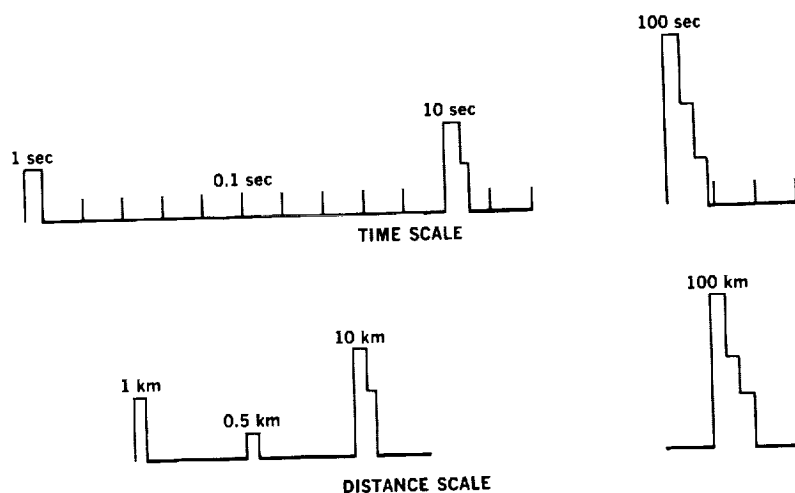 100 sec
10 sec
1 sec
0.1 sec
TIME SCALE
100 km
10 km
1 km
0.5 km
DISTANCE SCALE